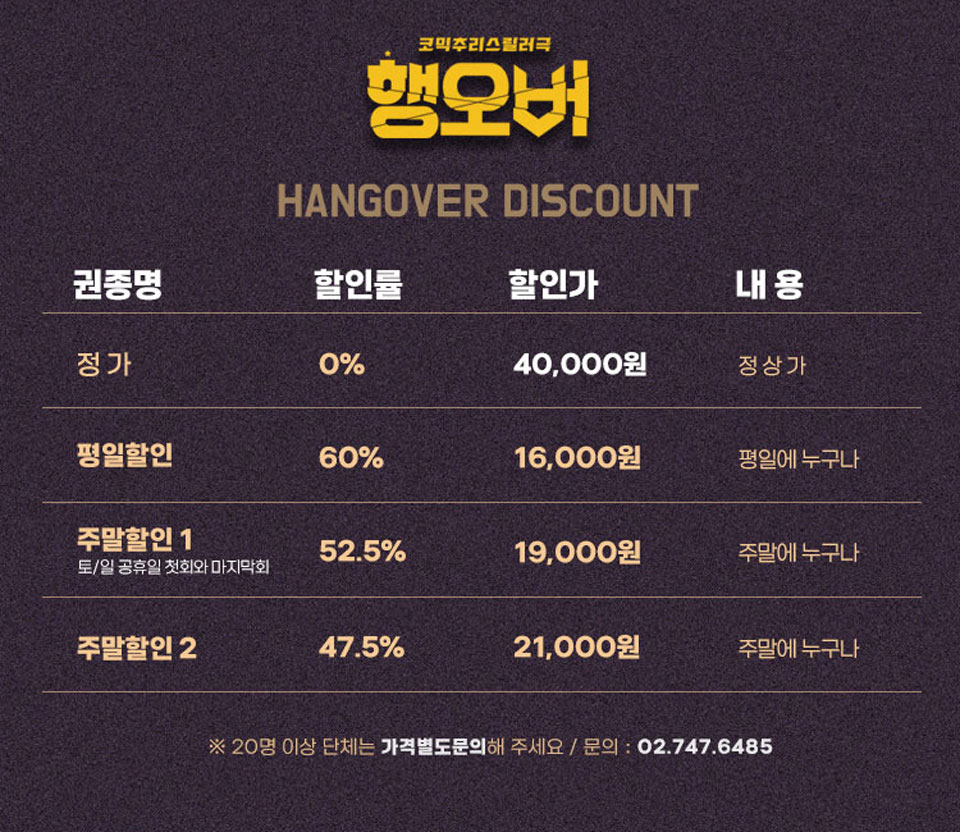 코믹추리스릴러극
행오버
HANGOVER DISCOUNT
권종명 할인률 할인가 내 용
정 가 0% 40,000원 정 상 가
평일할인 60% 16,000원 평일에 누구나
주말할인 1 52.5% 19,000원 주말에 누구나
토/일 공휴일 첫회와 마지막회
주말할인 2 47.5% 21,000원 주말에 누구나
※ 20명 이상 단체는 가격별도문의해 주세요 / 문의 : 02.747.6485